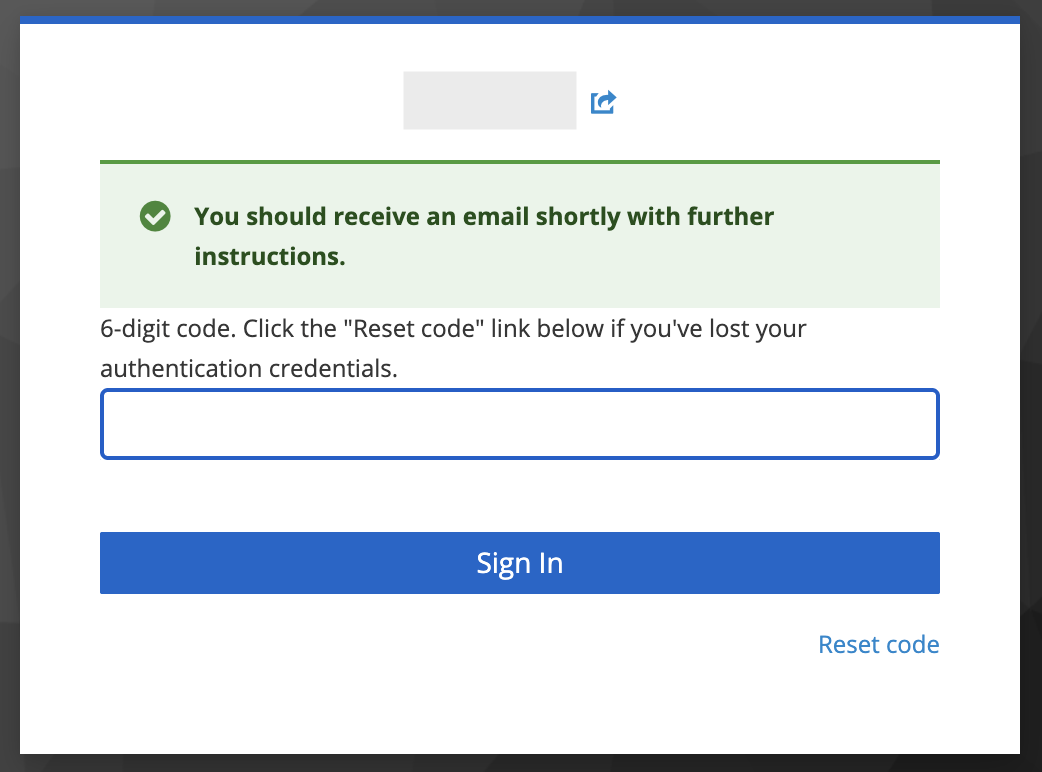 You should receive an email shortly with further
instructions.
6-digit code. Click the "Reset code" link below if you've lost your
authentication credentials.
Sign In
Reset code